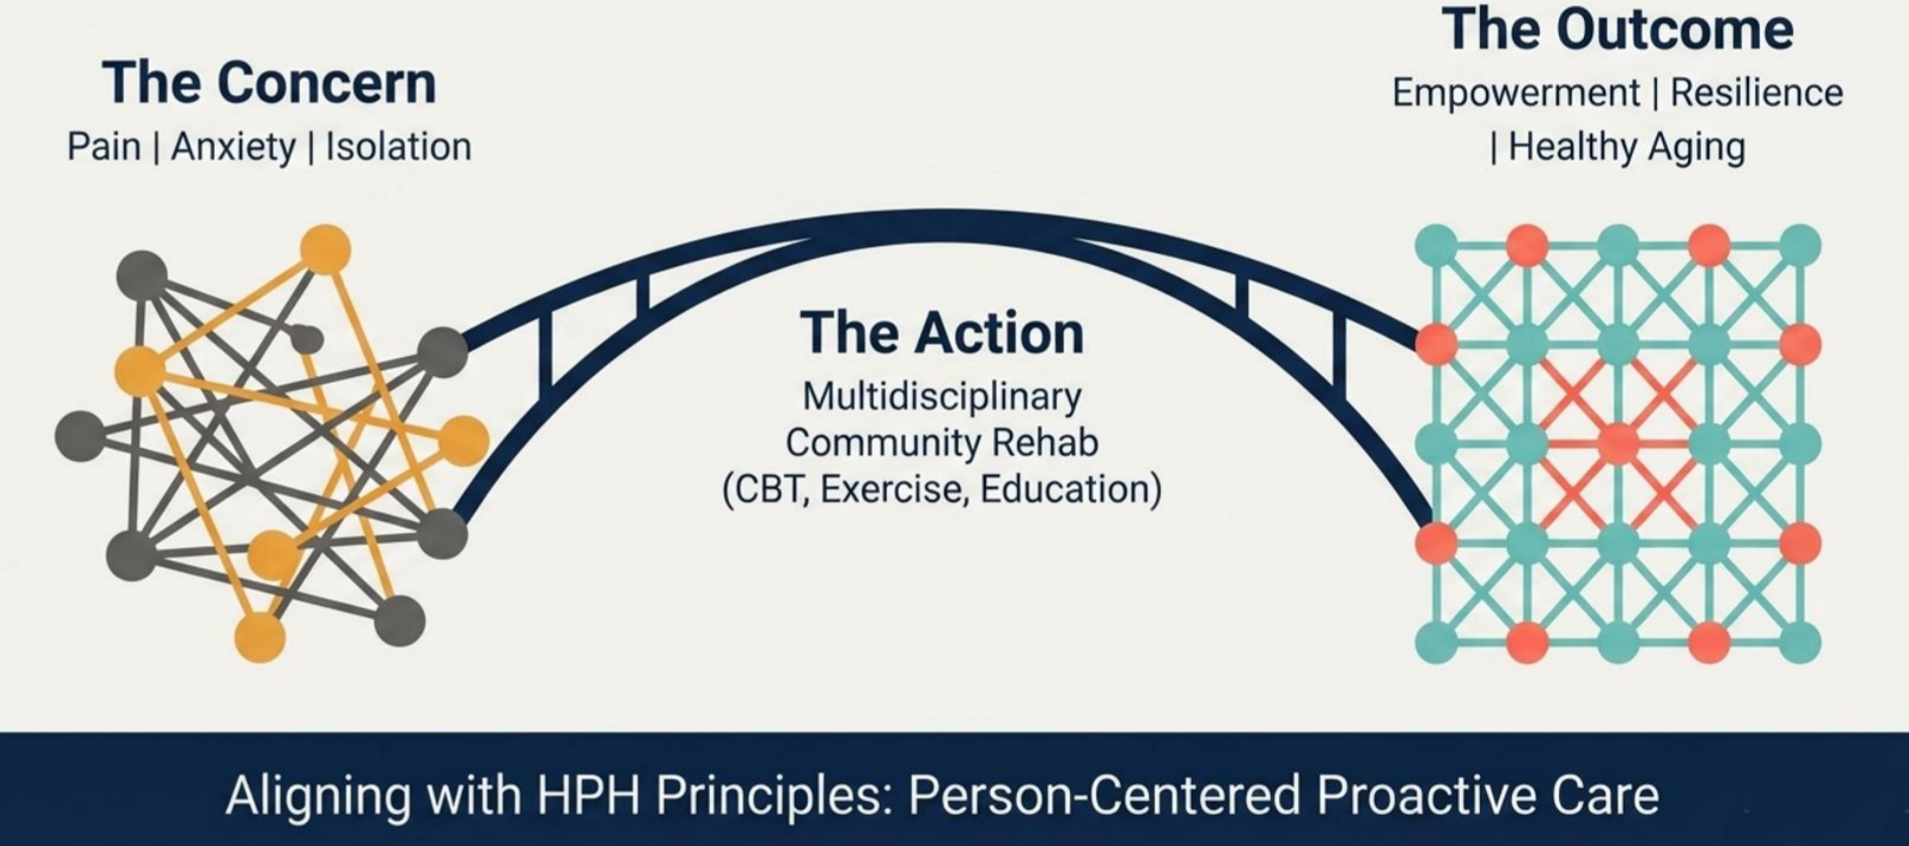 The Concern
Pain | Anxiety | Isolation
The Action
Multidisciplinary
Community Rehab
(CBT, Exercise, Education)
The Outcome
Empowerment | Resilience
| Healthy Aging
Aligning with HPH Principles: Person-Centered Proactive Care